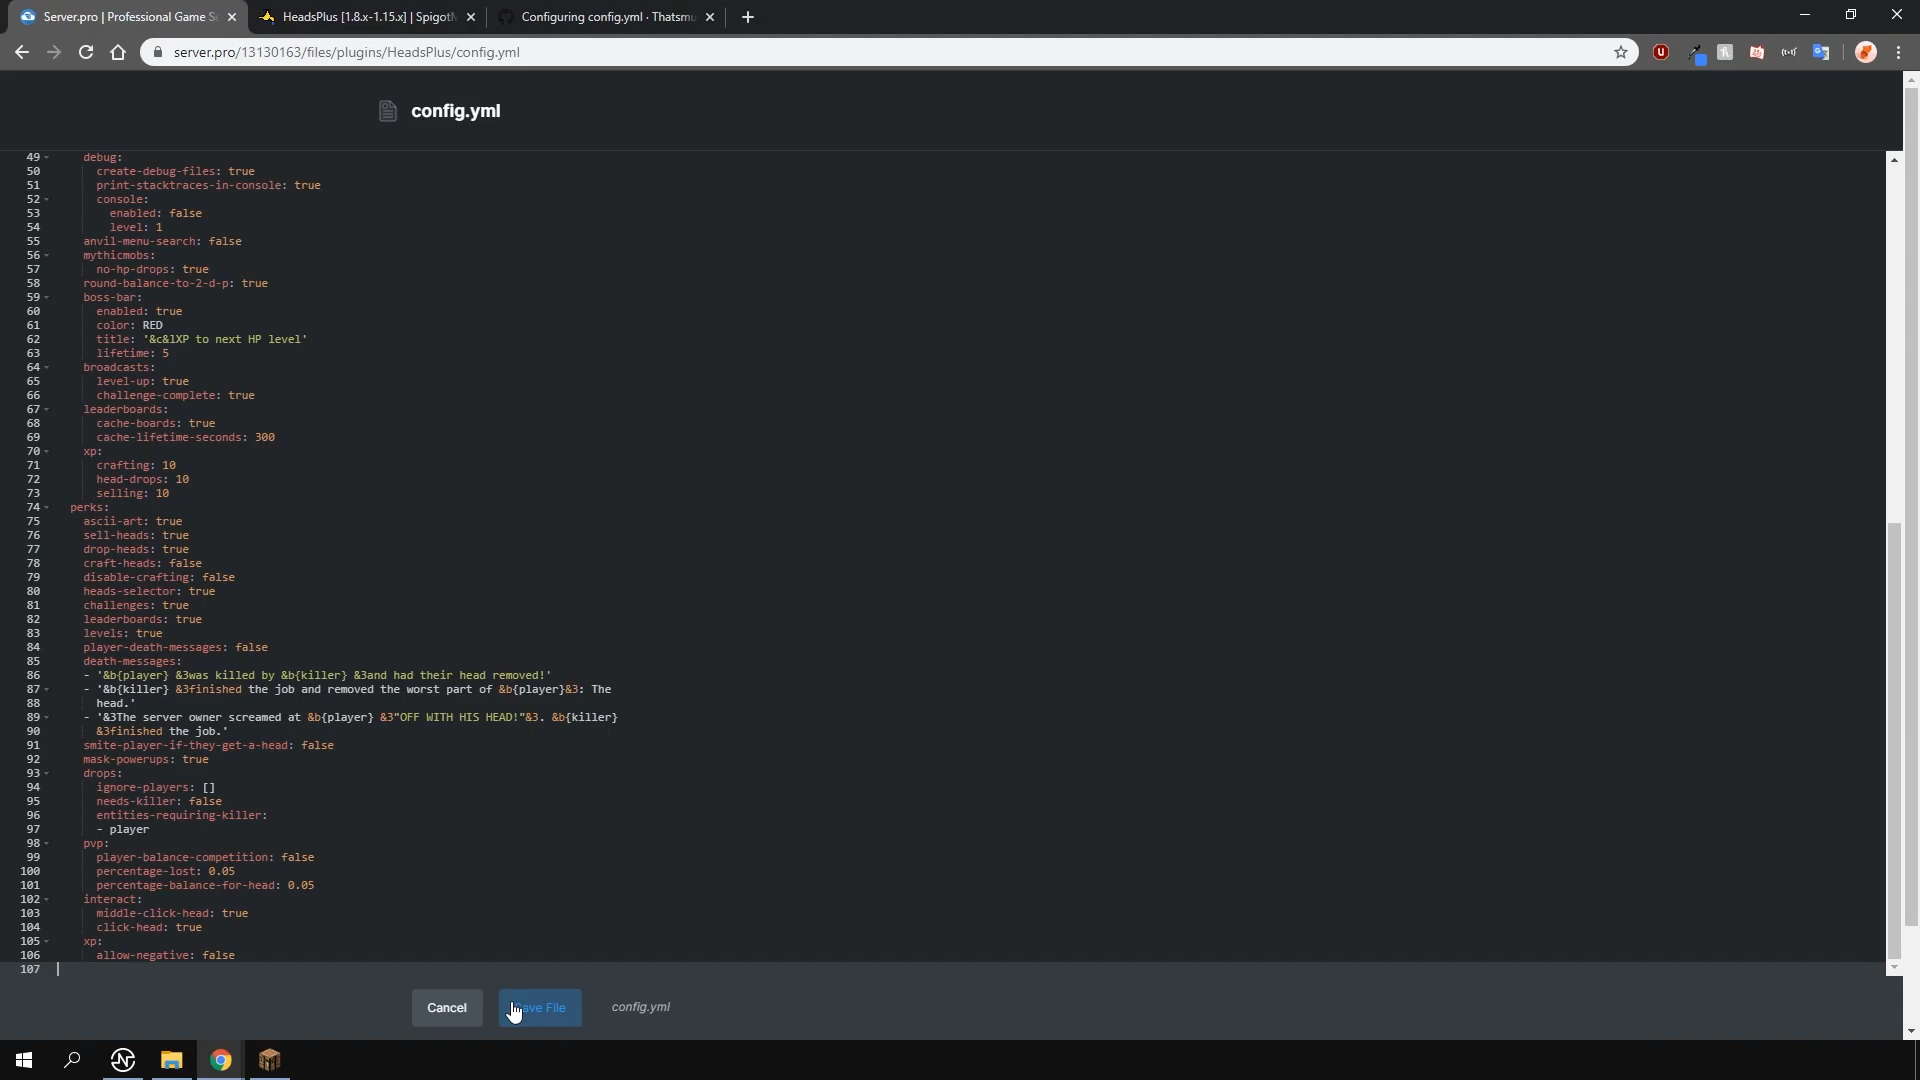 Server.pro | Professional Game S
HeadsPlus [1.8.x-1.15.x] | SpigotM
Configuring config.yml · Thatsmu
server.pro/13130163/files/plugins/HeadsPlus/config.yml
config.yml
49 debug:
50 create-debug-files: true
51 print-stacktraces-in-console: true
52 console:
53 enabled: false
54 level: 1
55 anvil-menu-search: false
56 mythicmobs:
57 no-hp-drops: true
58 round-balance-to-2-d-p: true
59 boss-bar:
60 enabled: true
61 color: RED
62 title: '&c&lXP to next HP level'
63 lifetime: 5
64 broadcasts:
65 level-up: true
66 challenge-complete: true
67 leaderboards:
68 cache-boards: true
69 cache-lifetime-seconds: 300
70 xp:
71 crafting: 10
72 head-drops: 10
73 selling: 10
74 perks:
75 ascii-art: true
76 sell-heads: true
77 drop-heads: true
78 craft-heads: false
79 disable-crafting: false
80 heads-selector: true
81 challenges: true
82 leaderboards: true
83 levels: true
84 player-death-messages: false
85 death-messages:
86 - '&b{player} &3was killed by &b{killer} &3and had their head removed!'
87 - '&b{killer} &3finished the job and removed the worst part of &b{player}&3: The
88 head.'
89 - '&3The server owner screamed at &b{player} &3"OFF WITH HIS HEAD!"&3. &b{killer}
90 &3finished the job.'
91 smite-player-if-they-get-a-head: false
92 mask-powerups: true
93 drops:
94 ignore-players: []
95 needs-killer: false
96 entities-requiring-killer:
97 - player
98 pvp:
99 player-balance-competition: false
100 percentage-lost: 0.05
101 percentage-balance-for-head: 0.05
102 interact:
103 middle-click-head: true
104 click-head: true
105 xp:
106 allow-negative: false
107
Cancel
Save File
config.yml